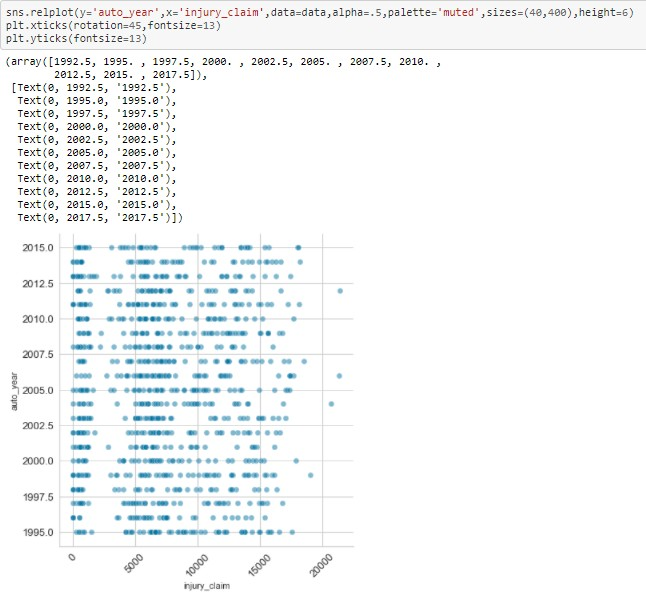 sns.relplot(y='auto_year',x='injury_claim',data=data,alpha=.5,palette='muted',sizes=(40,400),height=6)
plt.xticks(rotation=45,fontsize=13)
plt.yticks(fontsize=13)
(array([1992.5, 1995. , 1997.5, 2000. , 2002.5, 2005. , 2007.5, 2010. ,
2012.5, 2015. , 2017.5]),
[Text(0, 1992.5, '1992.5'),
Text(0, 1995.0, '1995.0'),
Text(0, 1997.5, '1997.5'),
Text(0, 2000.0, '2000.0'),
Text(0, 2002.5, '2002.5'),
Text(0, 2005.0, '2005.0'),
Text(0, 2007.5, '2007.5'),
Text(0, 2010.0, '2010.0'),
Text(0, 2012.5, '2012.5'),
Text(0, 2015.0, '2015.0'),
Text(0, 2017.5, '2017.5')])
2015.0
2012.5
2010.0
2007.5
2005.0
auto_year
2002.5
2000.0
1997.5
1995.0
0 5000 10000 15000 20000
injury_claim